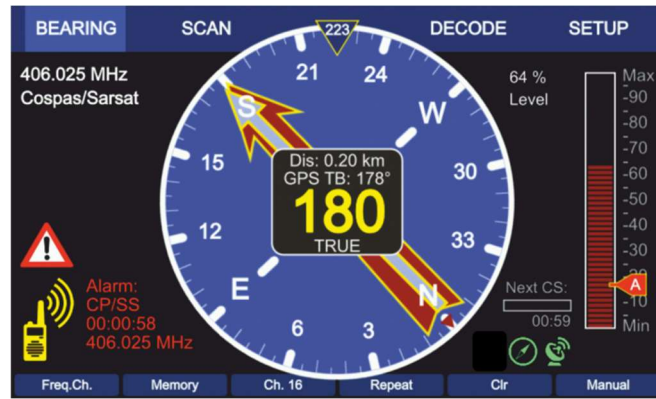 BEARING SCAN 223 DECODE SETUP
406.025 MHz
Cospas/Sarsat
64 %
Level
Max
-90
-80
-70
-60
-50
-40
-30
-20
-10
Min
A
21 24
S W
15 30
12 33
E N
6 3
Dis: 0.20 km
GPS TB: 178°
180
TRUE
Alarm:
CP/SS
00:00:58
406.025 MHz
Next CS:
00:59
Freq.Ch. Memory Ch. 16 Repeat Clr Manual